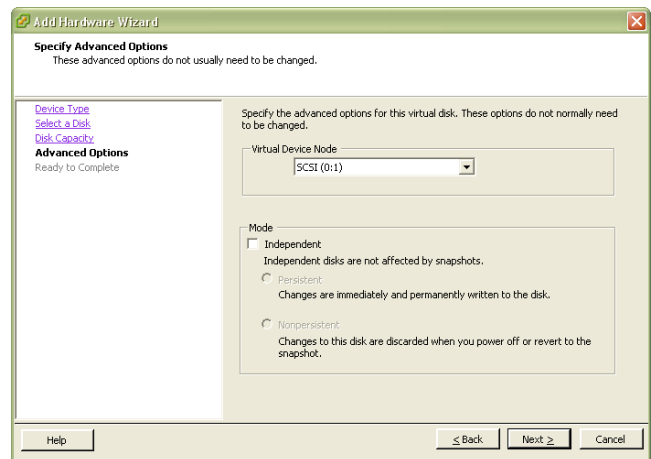 Add Hardware Wizard
Specify Advanced Options
These advanced options do not usually need to be changed.
Device Type
Select a Disk
Disk Capacity
Advanced Options
Ready to Complete
Specify the advanced options for this virtual disk. These options do not normally need
to be changed.
Virtual Device Node
SCSI (0:1)
Mode
Independent
Independent disks are not affected by snapshots.
Persistent
Changes are immediately and permanently written to the disk.
Nonpersistent
Changes to this disk are discarded when you power off or revert to the
snapshot.
Help
< Back
Next >
Cancel